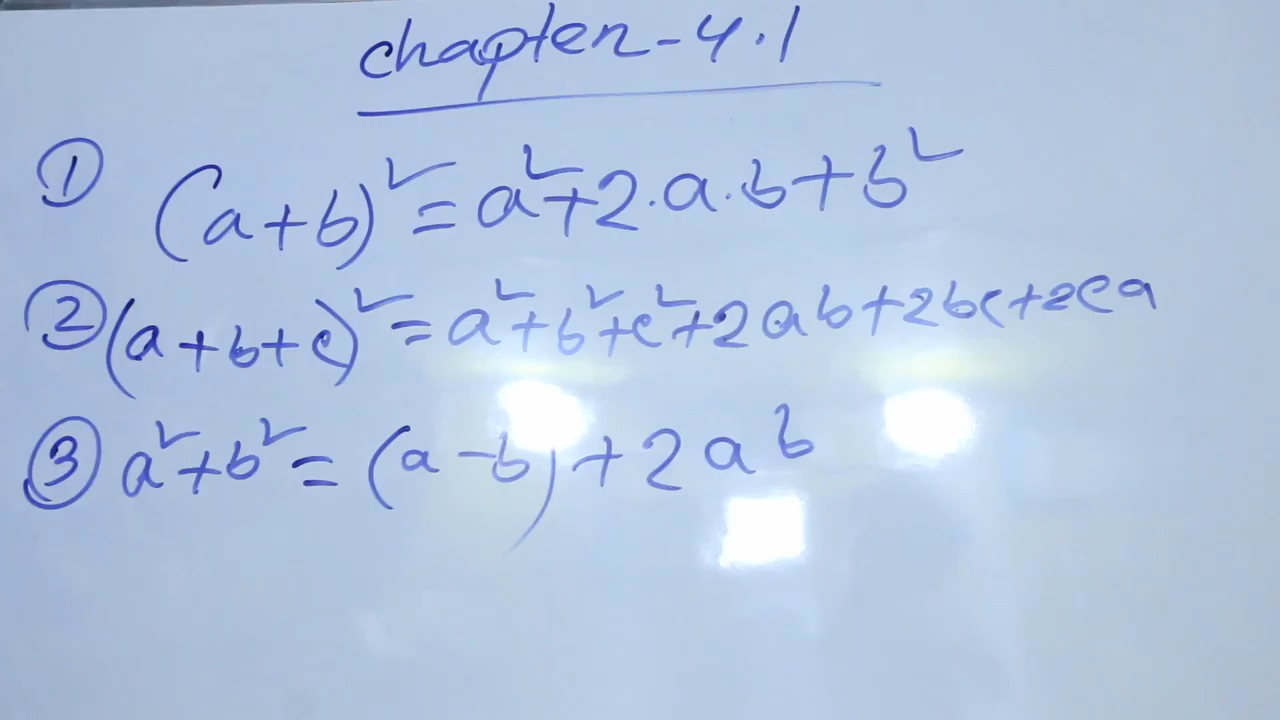 chapter-4.1
① (a+b)²=a²+2.a.b+b²
② (a+b+c)²=a²+b²+c²+2ab+2bc+2ca
③ a²+b²=(a-b)+2ab